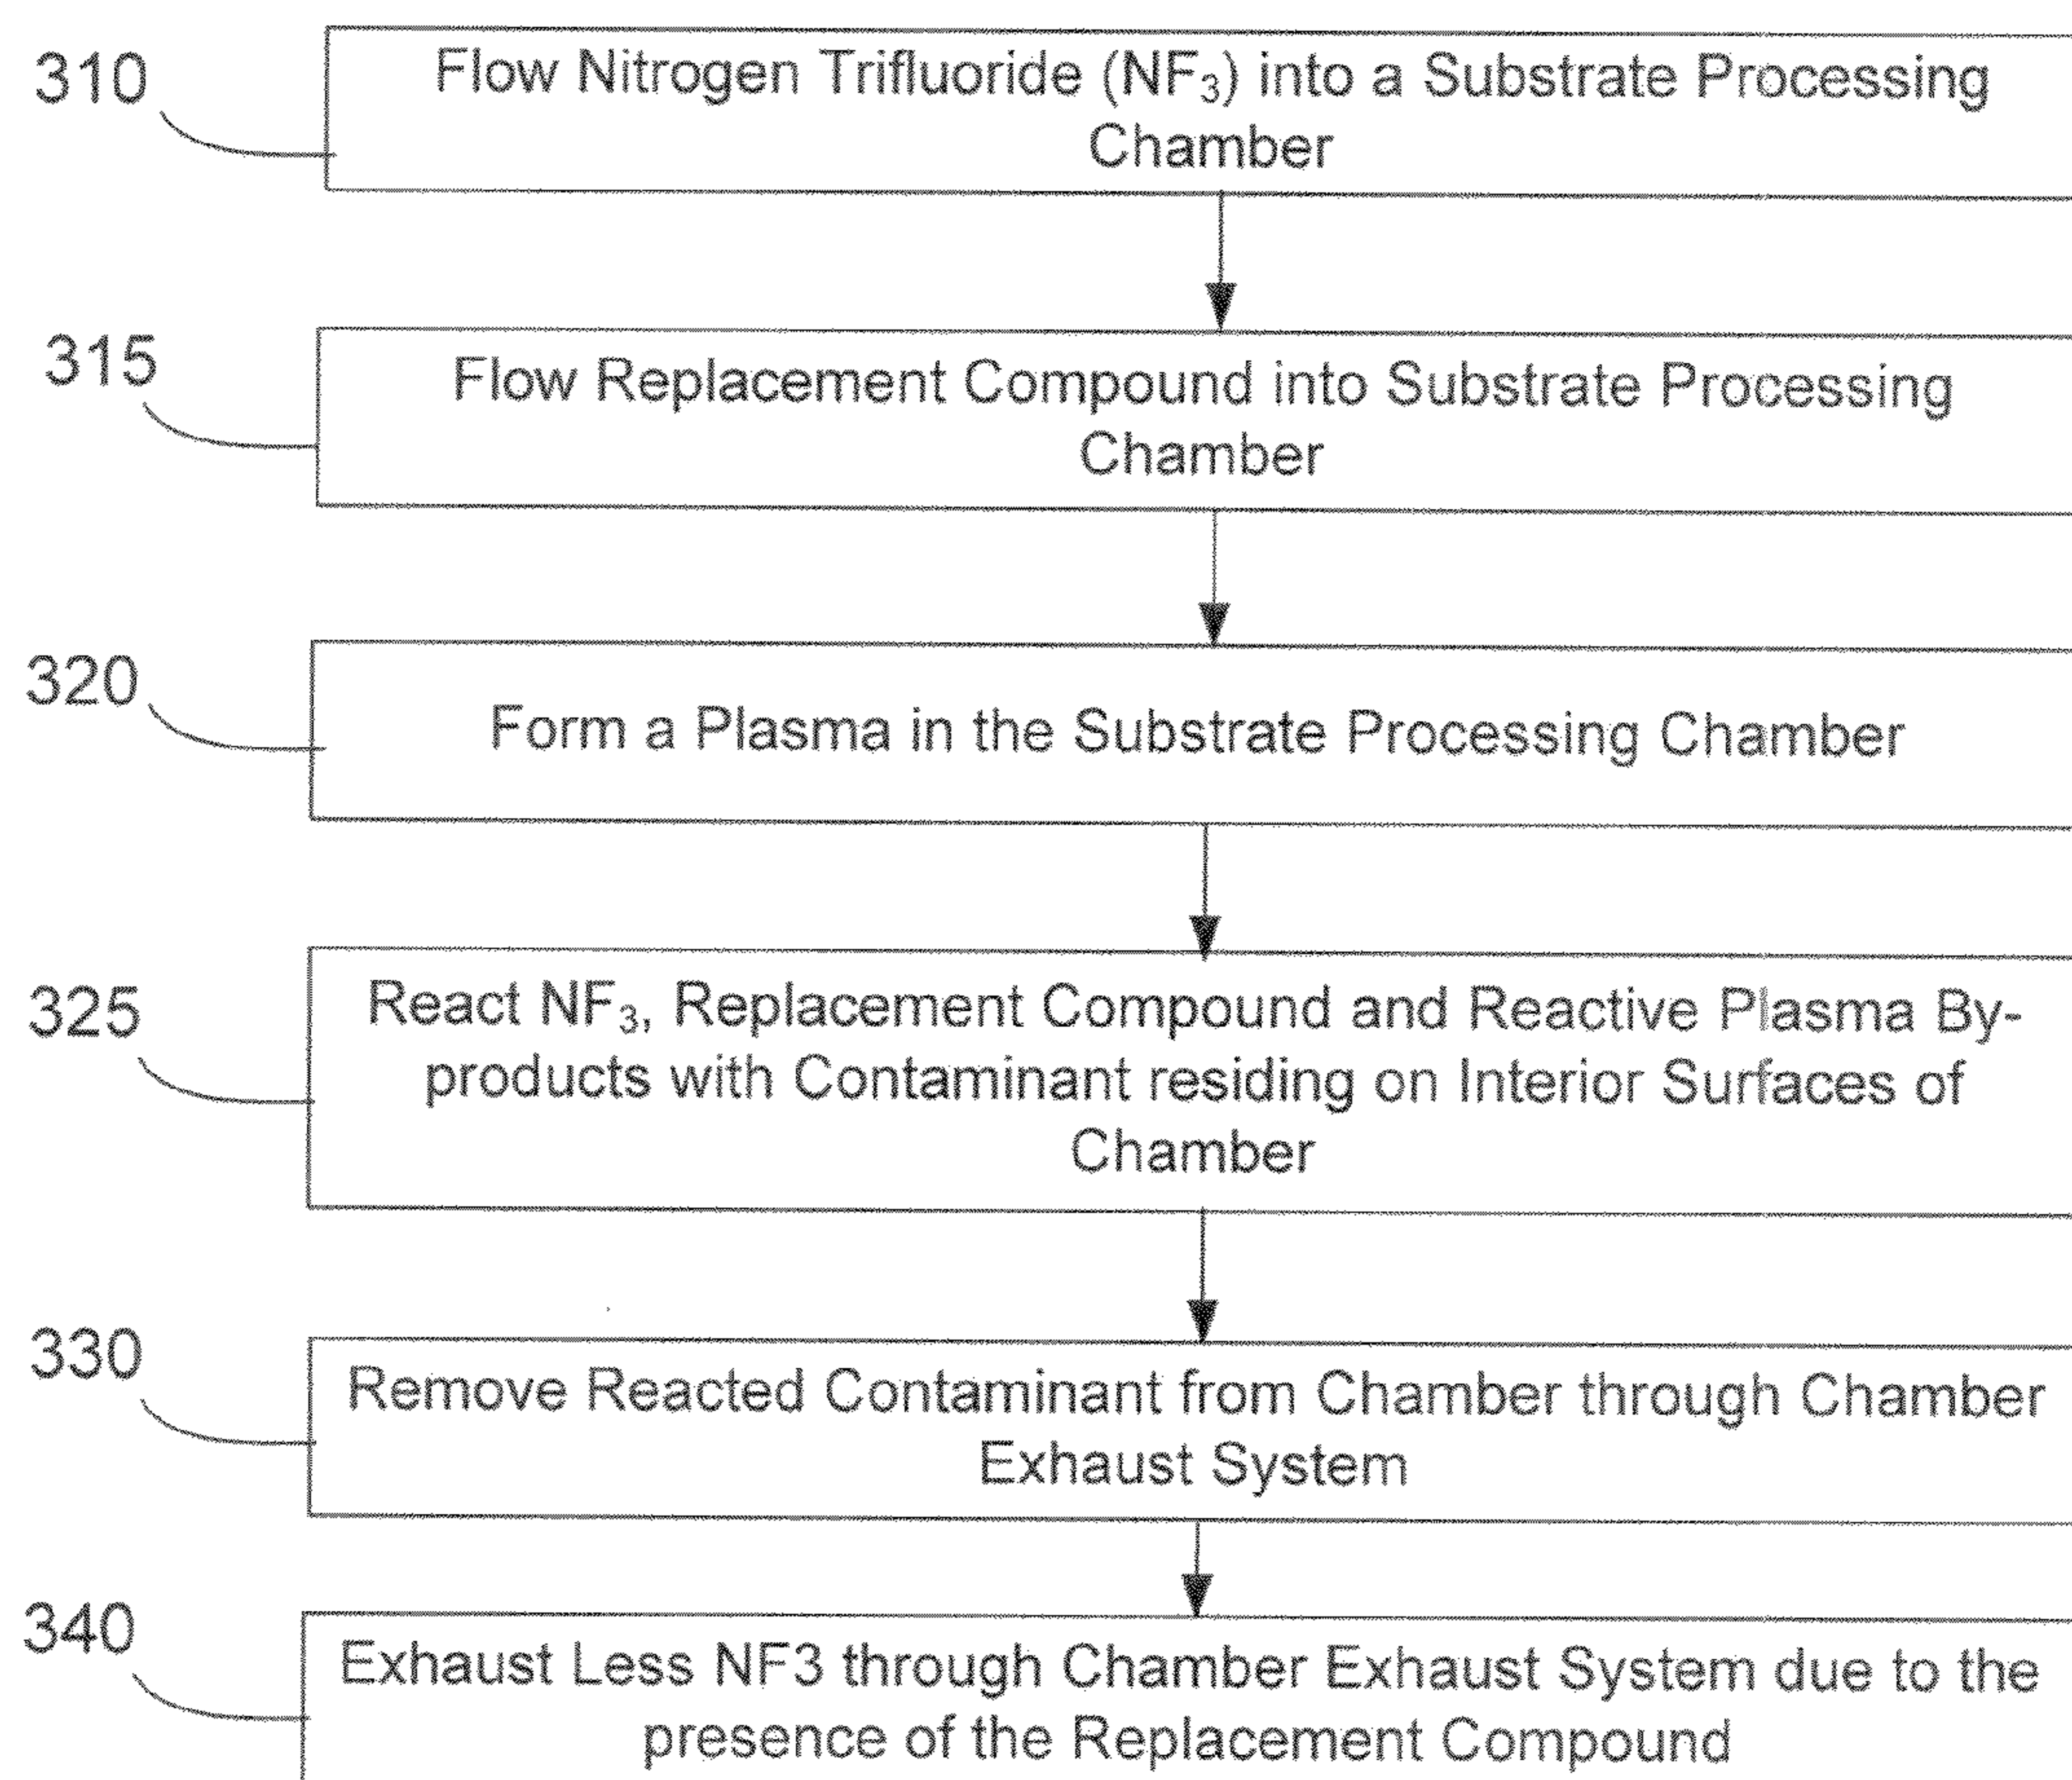 310
Flow Nitrogen Trifluoride (NF₃) into a Substrate Processing
Chamber
315
Flow Replacement Compound into Substrate Processing
Chamber
320
Form a Plasma in the Substrate Processing Chamber
325
React NF₃, Replacement Compound and Reactive Plasma By-
products with Contaminant residing on Interior Surfaces of
Chamber
330
Remove Reacted Contaminant from Chamber through Chamber
Exhaust System
340
Exhaust Less NF3 through Chamber Exhaust System due to the
presence of the Replacement Compound